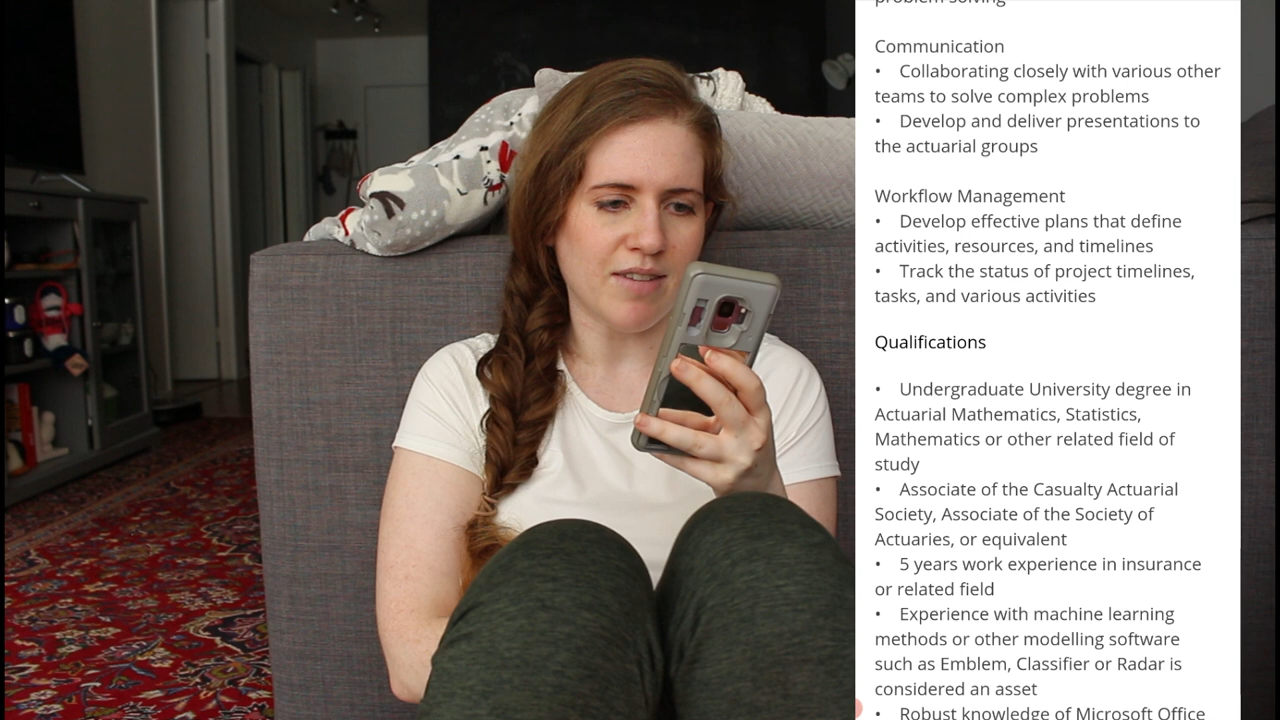 problem solving
Communication
• Collaborating closely with various other
teams to solve complex problems
• Develop and deliver presentations to
the actuarial groups
Workflow Management
• Develop effective plans that define
activities, resources, and timelines
• Track the status of project timelines,
tasks, and various activities
Qualifications
• Undergraduate University degree in
Actuarial Mathematics, Statistics,
Mathematics or other related field of
study
• Associate of the Casualty Actuarial
Society, Associate of the Society of
Actuaries, or equivalent
• 5 years work experience in insurance
or related field
• Experience with machine learning
methods or other modelling software
such as Emblem, Classifier or Radar is
considered an asset
• Robust knowledge of Microsoft Office